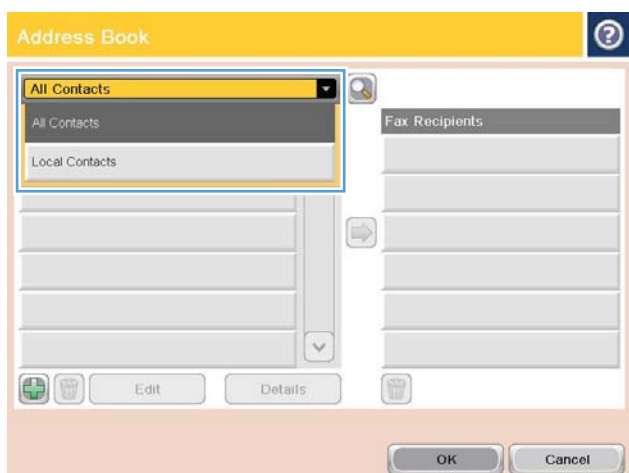 Address Book
All Contacts
All Contacts
Fax Recipients
Local Contacts
Edit
Details
OK
Cancel